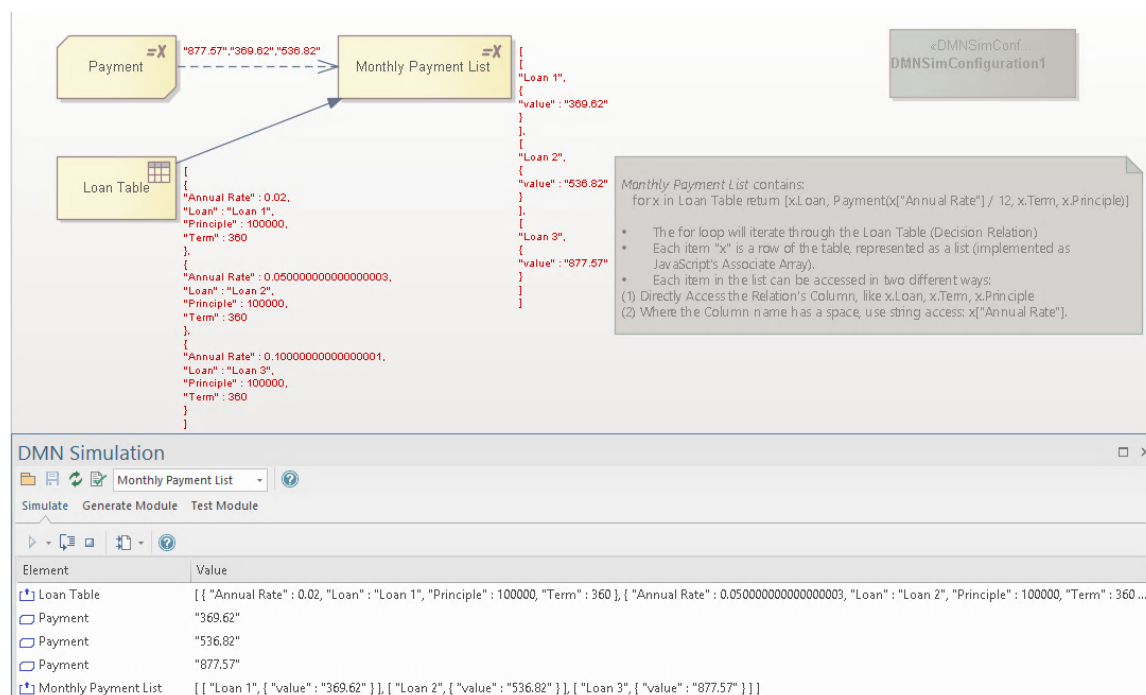 Payment
"877.57","369.62","536.82"
Monthly Payment List
[
[
"Loan 1",
{
"value" : "369.62"
}
],
[
"Loan 2",
{
"value" : "536.82"
}
],
[
"Loan 3",
{
"value" : "877.57"
}
]
]
«DMNSimConf...
DMNSimConfiguration1
Loan Table
[
{
"Annual Rate" : 0.02,
"Loan" : "Loan 1",
"Principle" : 100000,
"Term" : 360
},
{
"Annual Rate" : 0.050000000000000003,
"Loan" : "Loan 2",
"Principle" : 100000,
"Term" : 360
},
{
"Annual Rate" : 0.10000000000000001,
"Loan" : "Loan 3",
"Principle" : 100000,
"Term" : 360
}
]
Monthly Payment List contains:
for x in Loan Table return [x.Loan, Payment(x["Annual Rate"] / 12, x.Term, x.Principle)]
• The for loop will iterate through the Loan Table (Decision Relation)
• Each item "x" is a row of the table, represented as a list (implemented as
JavaScript's Associate Array).
• Each item in the list can be accessed in two different ways:
(1) Directly Access the Relation's Column, like x.Loan, x.Term, x.Principle
(2) Where the Column name has a space, use string access: x["Annual Rate"].
DMN Simulation
Monthly Payment List
Simulate Generate Module Test Module
Element Value
Loan Table [ { "Annual Rate" : 0.02, "Loan" : "Loan 1", "Principle" : 100000, "Term" : 360 }, { "Annual Rate" : 0.050000000000000003, "Loan" : "Loan 2", "Principle" : 100000, "Term" : 360 ...
Payment "369.62"
Payment "536.82"
Payment "877.57"
Monthly Payment List [ [ "Loan 1", { "value" : "369.62" } ], [ "Loan 2", { "value" : "536.82" } ], [ "Loan 3", { "value" : "877.57" } ] ]